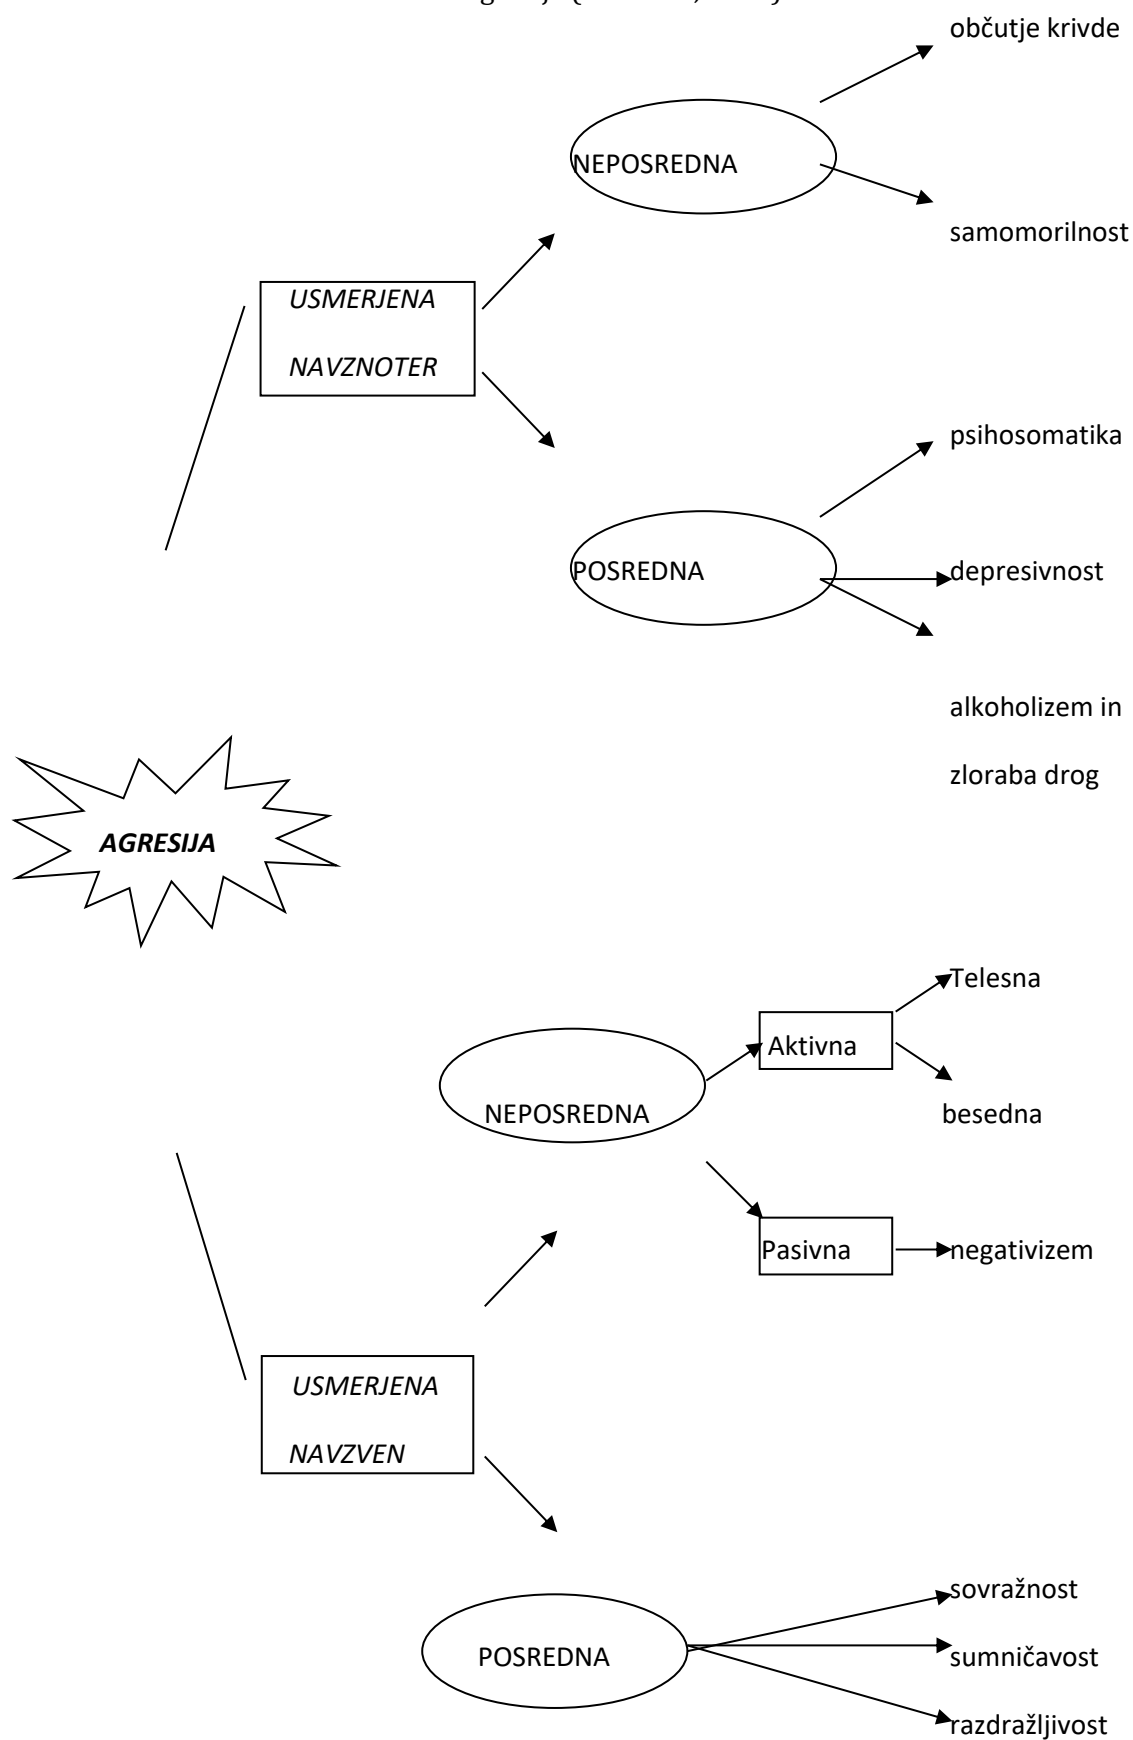 občutje krivde
NEPOSREDNA
samomorilnost
USMERJENA
NAVZNOTER
psihosomatika
POSREDNA
depresivnost
alkoholizem in
zloraba drog
AGRESIJA
Telesna
Aktivna
NEPOSREDNA
besedna
Pasivna
negativizem
USMERJENA
NAVZVEN
sovražnost
POSREDNA
sumničavost
razdražljivost